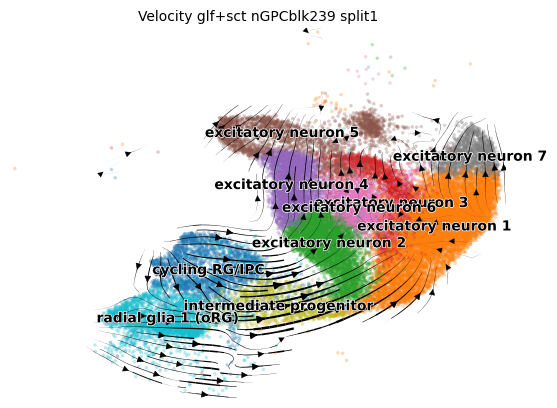 Velocity glf+sct nGPCblk239 split1
excitatory neuron 5
excitatory neuron 7
excitatory neuron 4
excitatory neuron 3
excitatory neuron 6
excitatory neuron 1
excitatory neuron 2
cycling RG/IPC
intermediate progenitor
radial glia 1 (oRG)